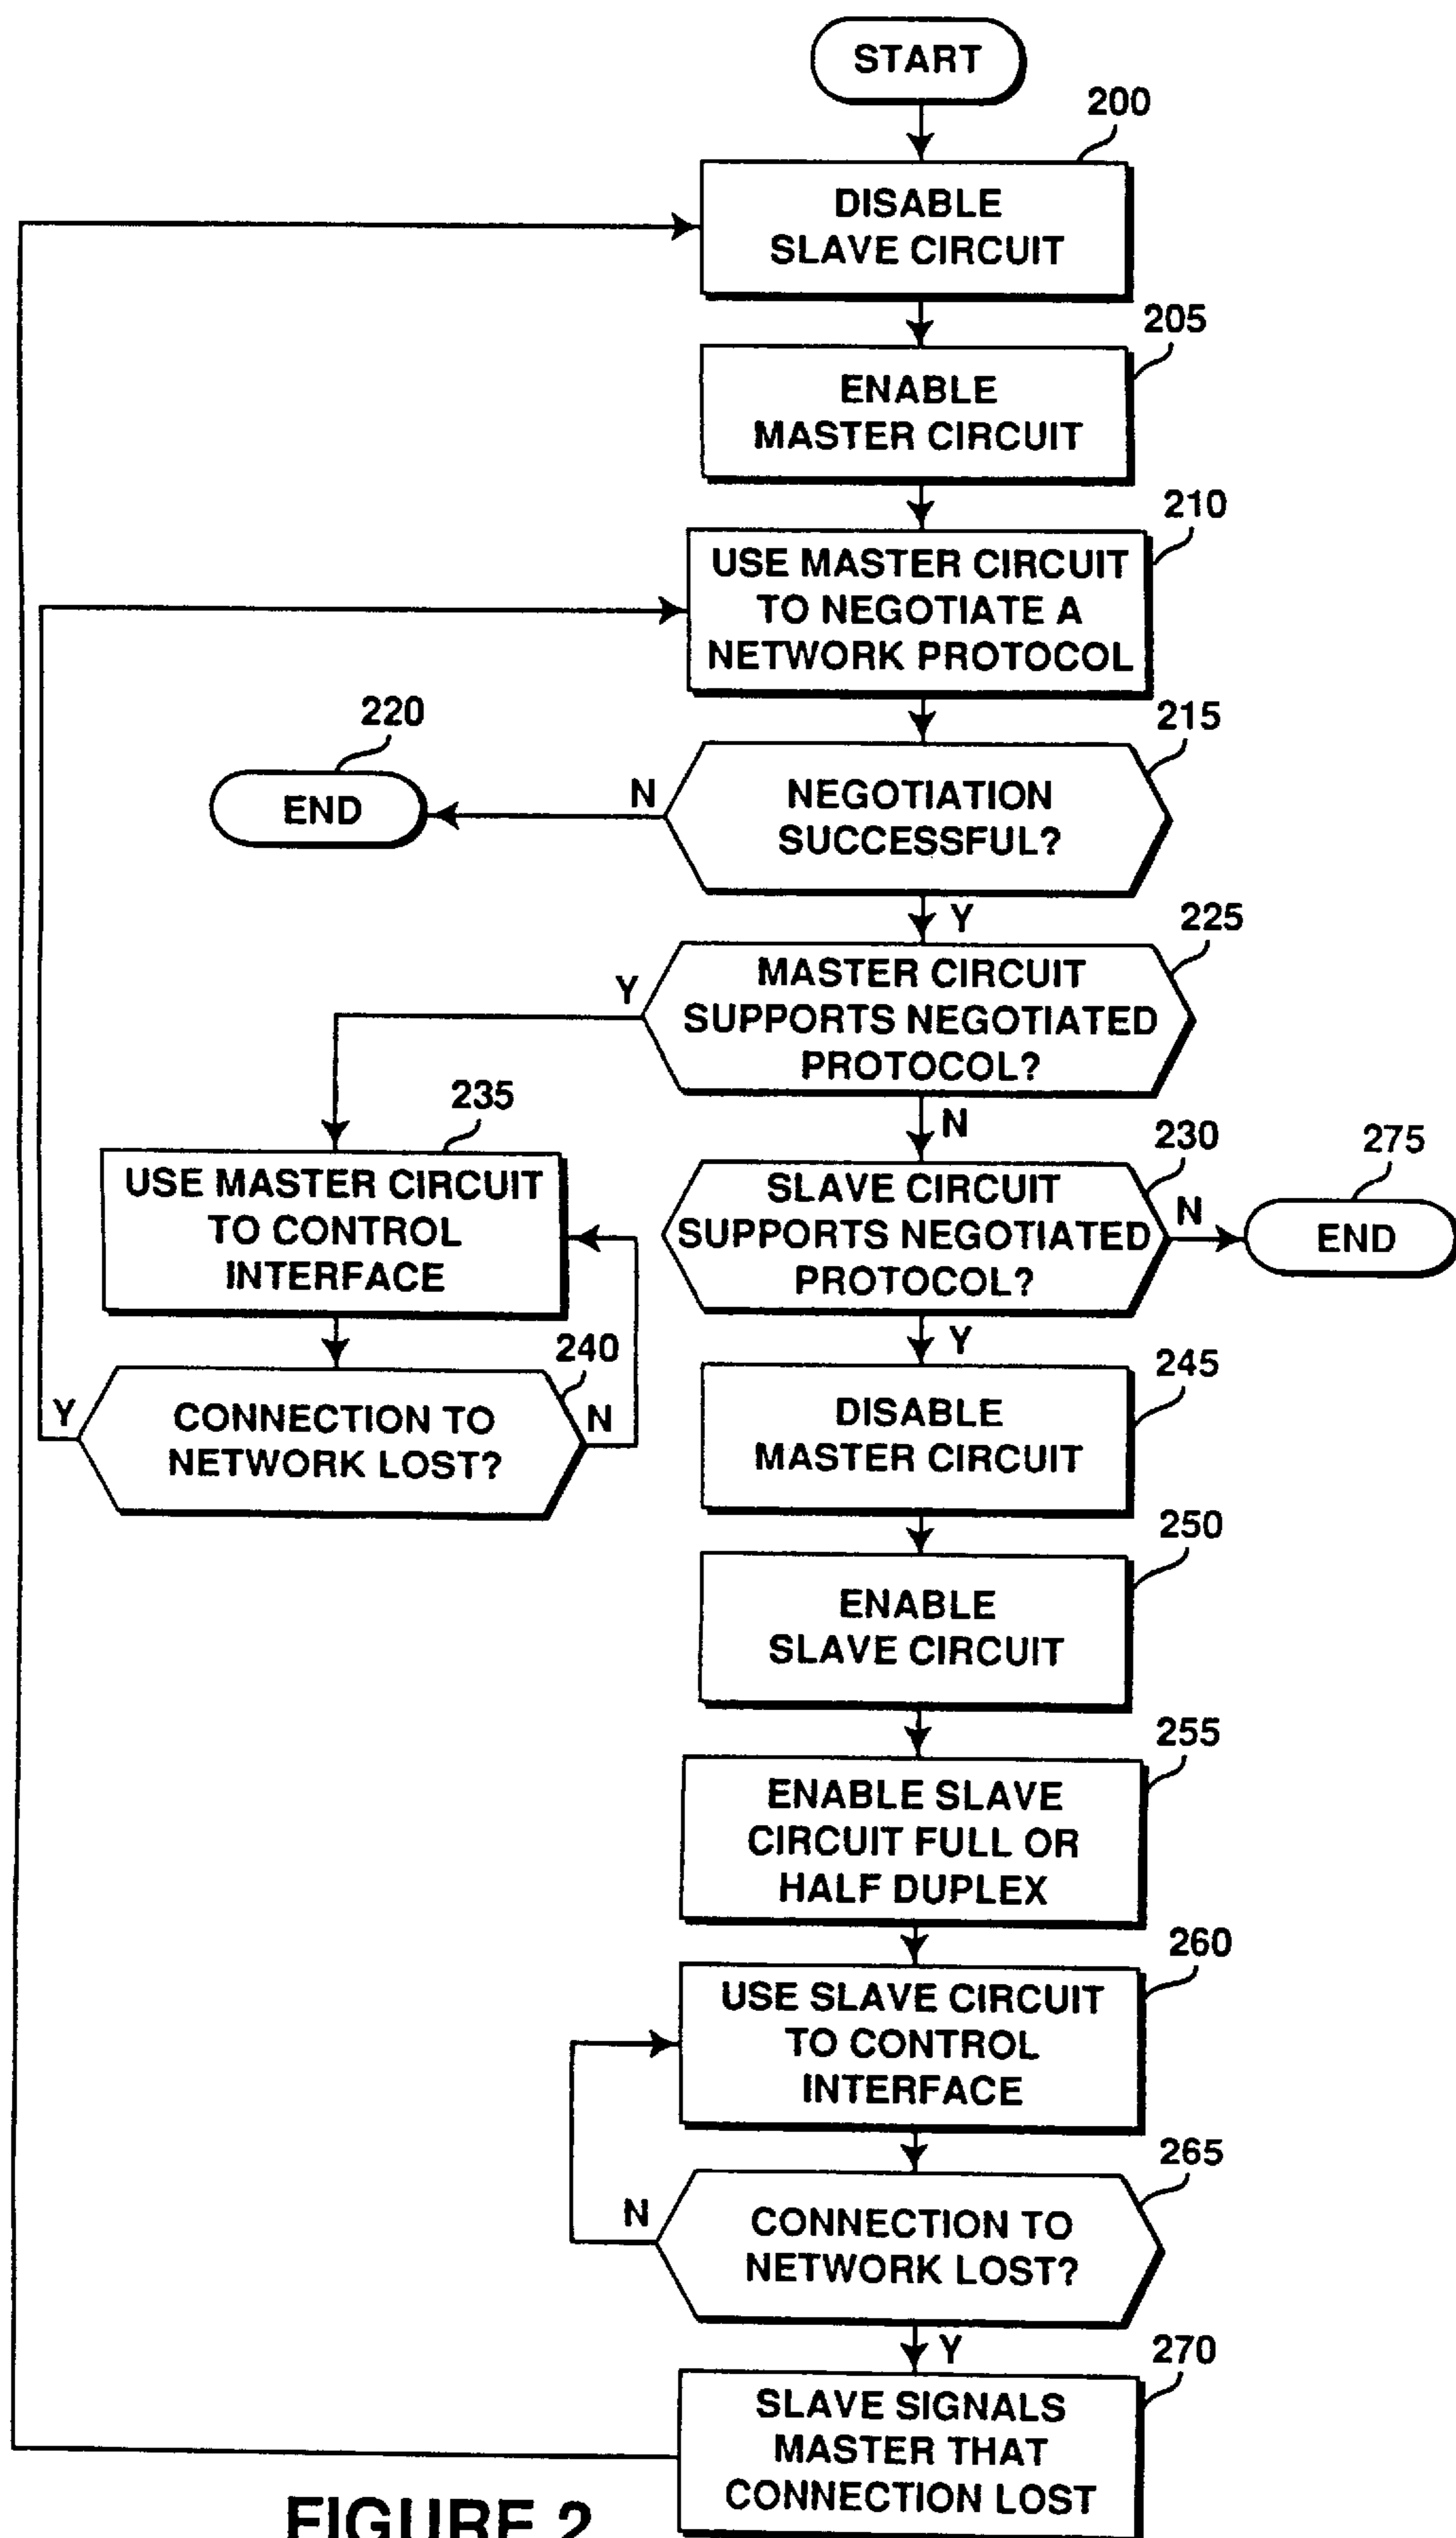 START
200
DISABLE
SLAVE CIRCUIT
205
ENABLE
MASTER CIRCUIT
210
USE MASTER CIRCUIT
TO NEGOTIATE A
NETWORK PROTOCOL
215
220
NEGOTIATION
SUCCESSFUL?
N
END
Y
225
MASTER CIRCUIT
SUPPORTS NEGOTIATED
PROTOCOL?
Y
N
235
USE MASTER CIRCUIT
TO CONTROL
INTERFACE
230
SLAVE CIRCUIT
SUPPORTS NEGOTIATED
PROTOCOL?
N
275
END
Y
240
CONNECTION TO
NETWORK LOST?
Y
N
245
DISABLE
MASTER CIRCUIT
250
ENABLE
SLAVE CIRCUIT
255
ENABLE SLAVE
CIRCUIT FULL OR
HALF DUPLEX
260
USE SLAVE CIRCUIT
TO CONTROL
INTERFACE
265
N
CONNECTION TO
NETWORK LOST?
Y
270
SLAVE SIGNALS
MASTER THAT
CONNECTION LOST
FIGURE 2